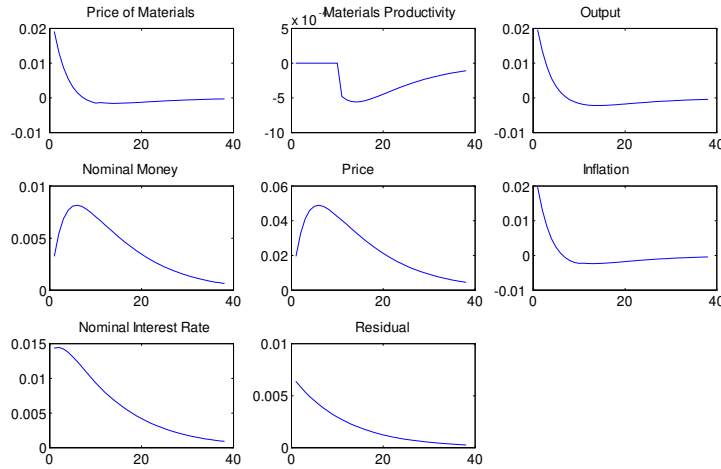 Price of Materials
0.02
0.01
0
-0.01
0 20 40
5 x 10
Materials Productivity
5
0
-5
-10
0 20 40
Output
0.02
0.01
0
-0.01
0 20 40
Nominal Money
0.01
0.005
0
0 20 40
Price
0.06
0.04
0.02
0
0 20 40
Inflation
0.02
0.01
0
-0.01
0 20 40
Nominal Interest Rate
0.015
0.01
0.005
0
0 20 40
Residual
0.01
0.005
0
0 20 40